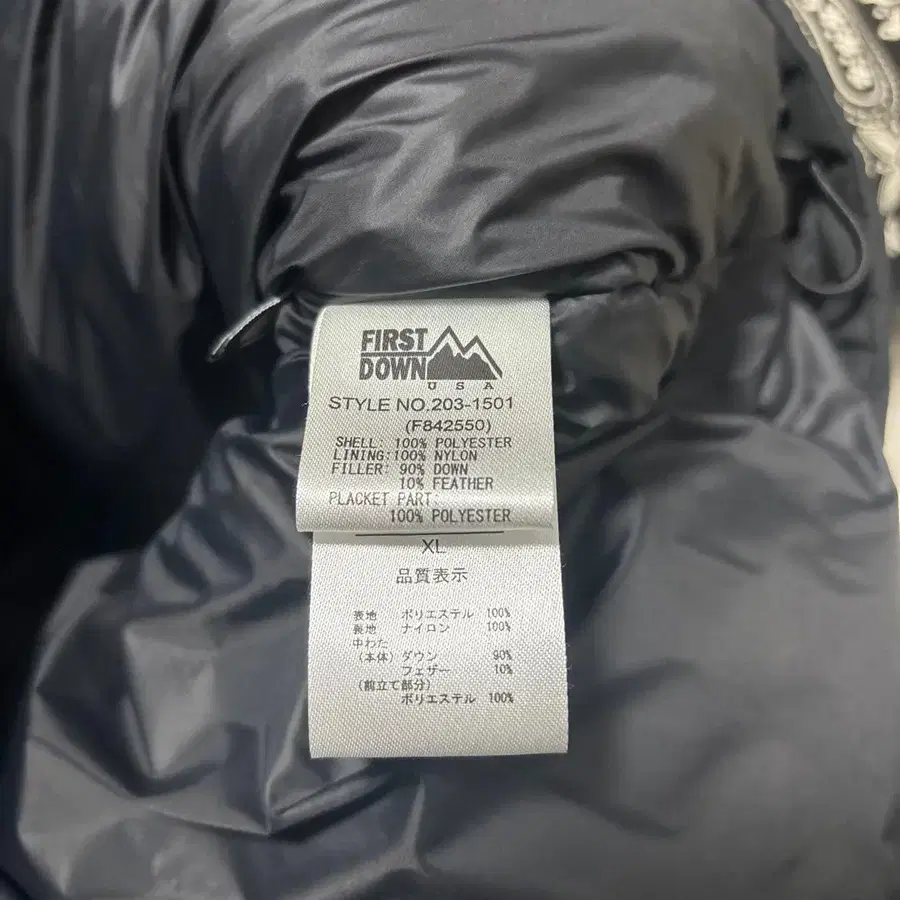 FIRST
DOWN
USA
STYLE NO.203-1501
(F842550)
SHELL: 100% POLYESTER
LINING:100% NYLON
FILLER: 90% DOWN
10% FEATHER
PLACKET PART:
100% POLYESTER
XL
品質表示
表地 ポリエステル 100%
裏地 ナイロン 100%
中わた
(本体) ダウン 90%
フェザー 10%
(前立て部分)
ポリエステル 100%